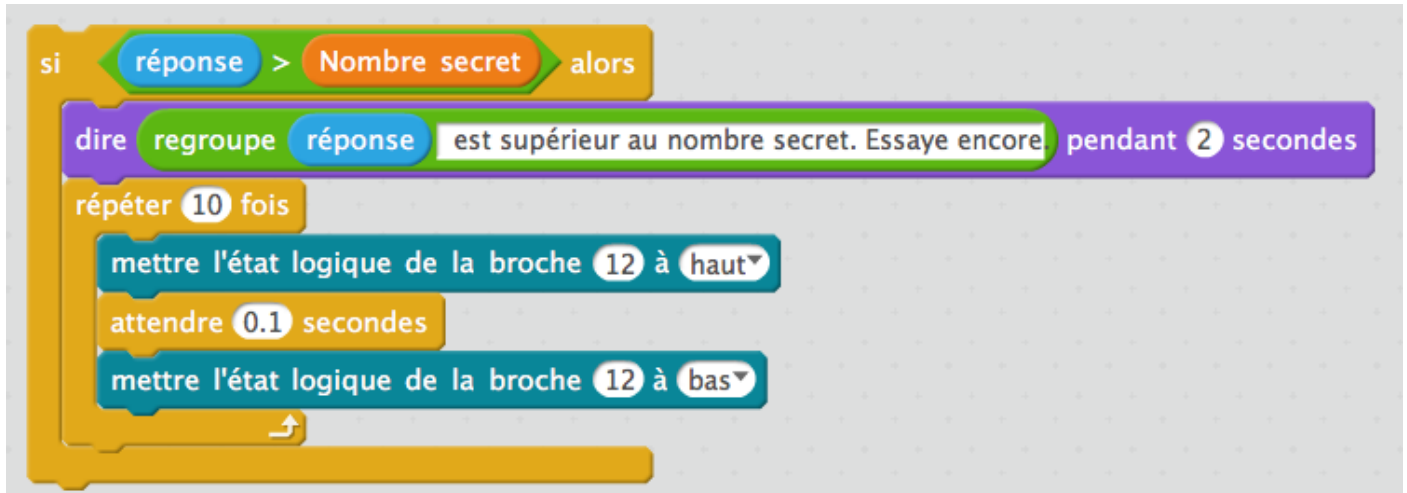 si réponse > Nombre secret alors
dire regroupe réponse est supérieur au nombre secret. Essaye encore. pendant 2 secondes
répéter 10 fois
mettre l'état logique de la broche 12 à haut
attendre 0.1 secondes
mettre l'état logique de la broche 12 à bas